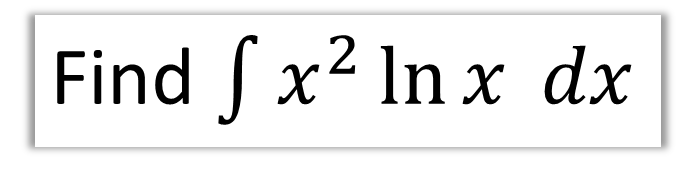 Find ∫ x² ln x dx